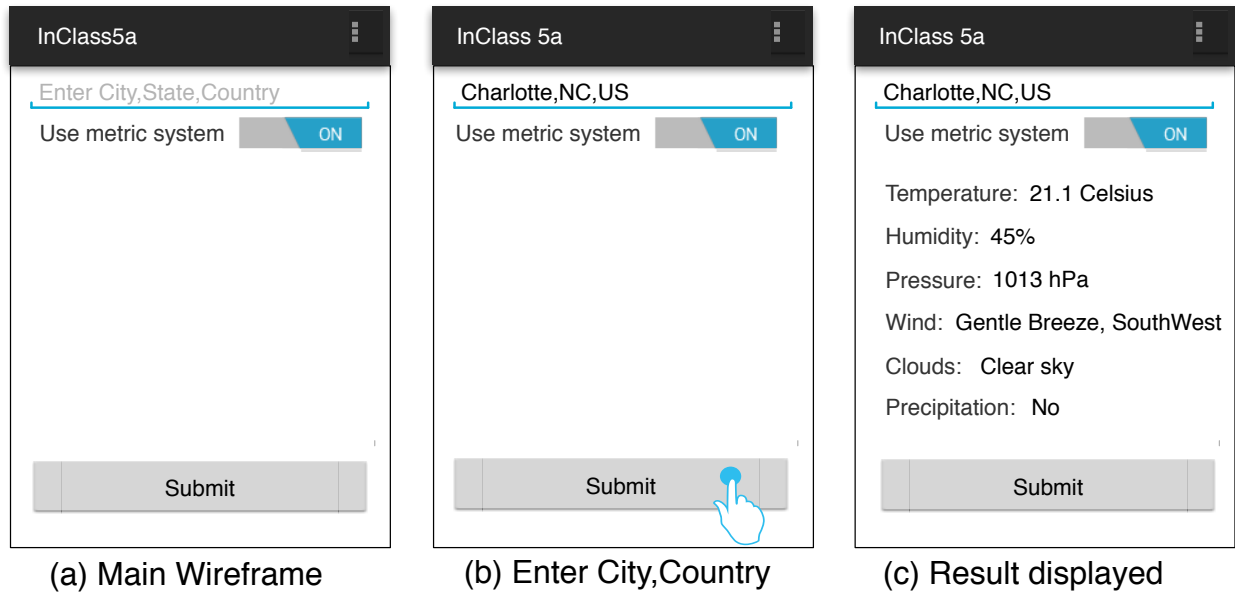 InClass5a
Enter City,State,Country
Use metric system ON
Submit
(a) Main Wireframe
InClass 5a
Charlotte,NC,US
Use metric system ON
Submit
(b) Enter City,Country
InClass 5a
Charlotte,NC,US
Use metric system ON
Temperature: 21.1 Celsius
Humidity: 45%
Pressure: 1013 hPa
Wind: Gentle Breeze, SouthWest
Clouds: Clear sky
Precipitation: No
Submit
(c) Result displayed